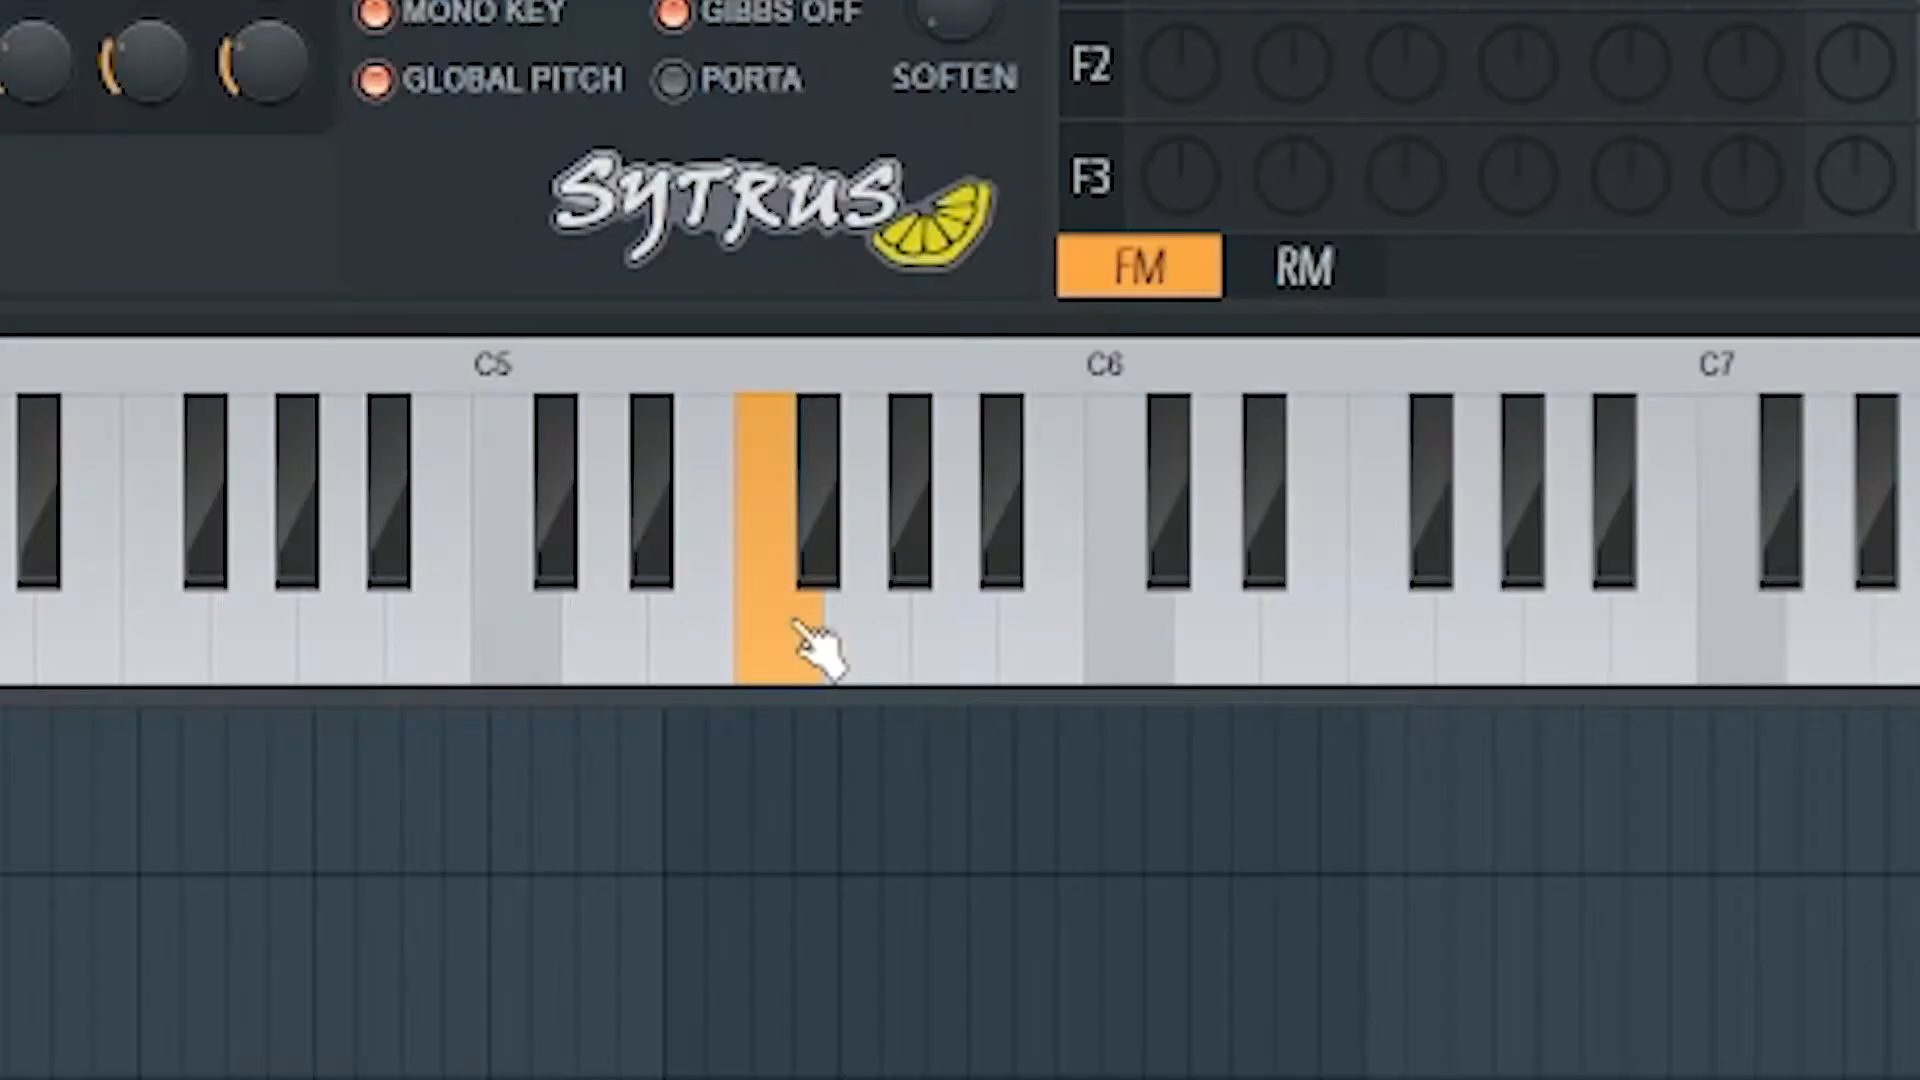 MONO KEY
GIBBS OFF
GLOBAL PITCH
PORTA
SOFTEN
F2
F3
SYTRUS
FM
RM
C5
C6
C7